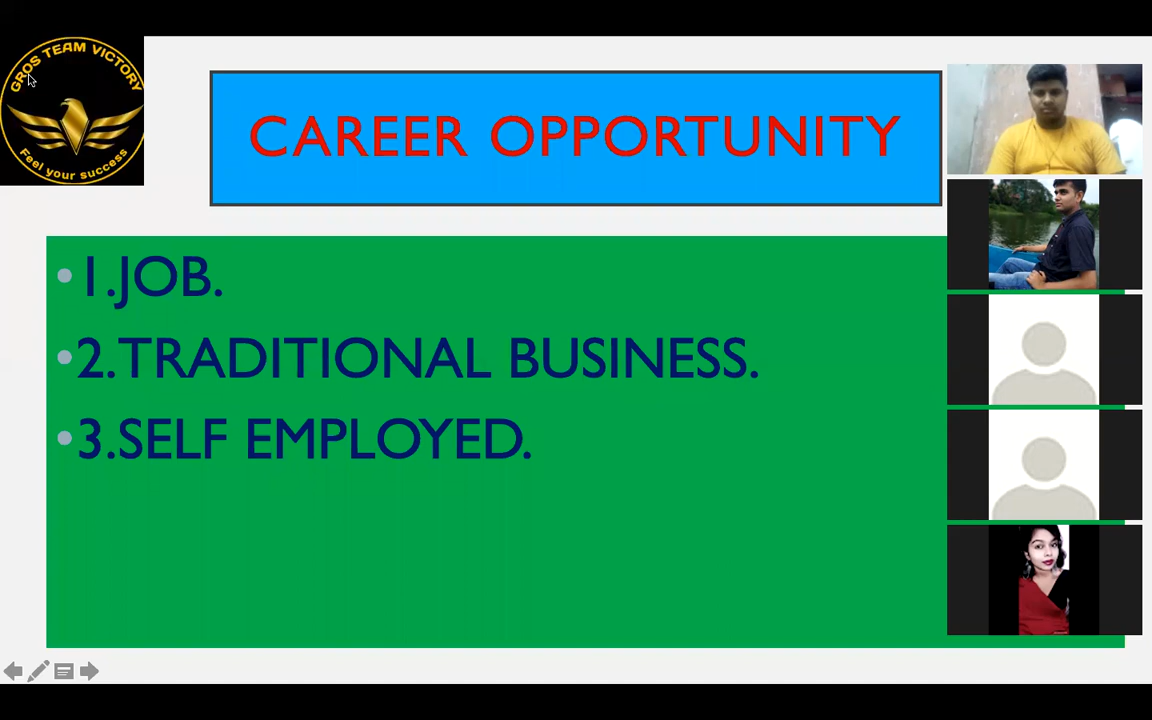 GROS TEAM VICTORY
Feel your success
CAREER OPPORTUNITY
• 1.JOB.
• 2.TRADITIONAL BUSINESS.
• 3.SELF EMPLOYED.